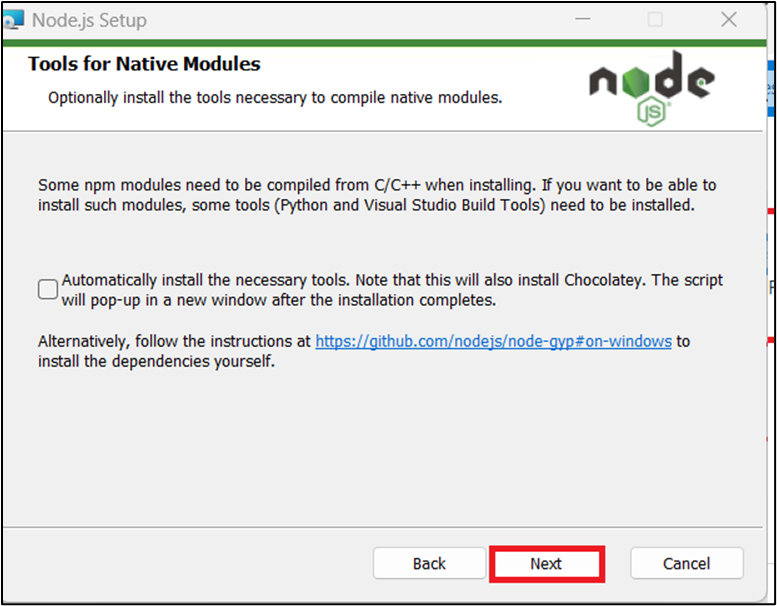 Node.js Setup
Tools for Native Modules
Optionally install the tools necessary to compile native modules.
node
JS
Some npm modules need to be compiled from C/C++ when installing. If you want to be able to
install such modules, some tools (Python and Visual Studio Build Tools) need to be installed.
Automatically install the necessary tools. Note that this will also install Chocolatey. The script
will pop-up in a new window after the installation completes.
Alternatively, follow the instructions at https://github.com/nodejs/node-gyp#on-windows to
install the dependencies yourself.
Back
Next
Cancel